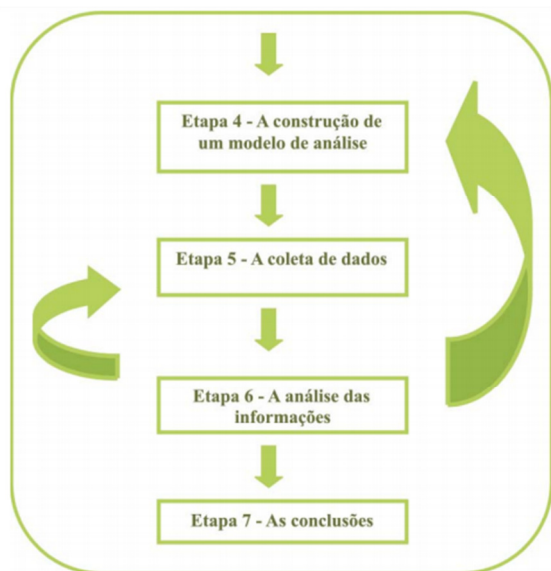 Etapa 4 - A construção de
um modelo de análise
Etapa 5 - A coleta de dados
Etapa 6 - A análise das
informações
Etapa 7 - As conclusões